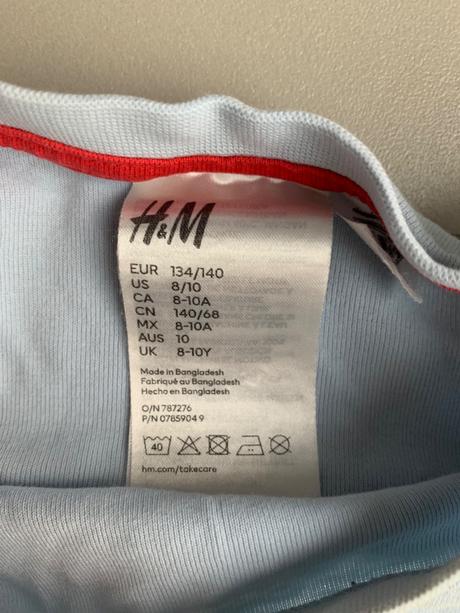 H&M
EUR 134/140
US 8/10
CA 8-10A
CN 140/68
MX 8-10A
AUS 10
UK 8-10Y
Made in Bangladesh
Fabriqué au Bangladesh
Hecho en Bangladesh
O/N 787276
P/N 0785904 9
40
hm.com/takecare